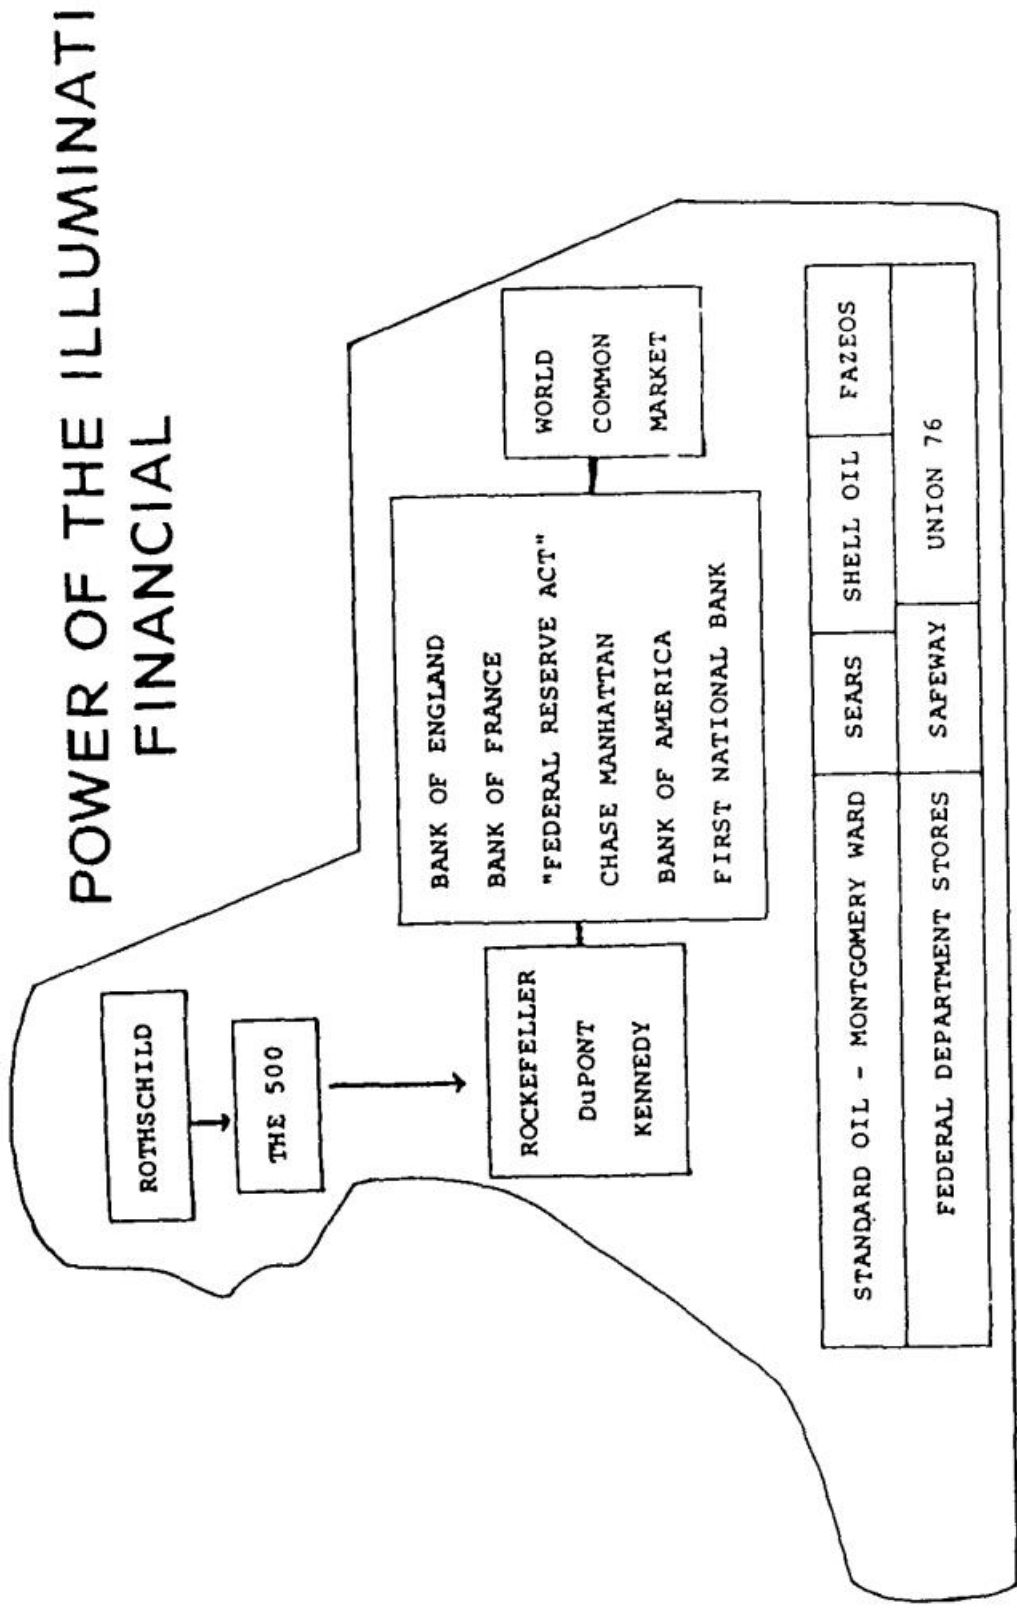 POWER OF THE ILLUMINATI
FINANCIAL
ROTHSCHILD
THE 500
ROCKEFELLER
DuPONT
KENNEDY
BANK OF ENGLAND
BANK OF FRANCE
"FEDERAL RESERVE ACT"
CHASE MANHATTAN
BANK OF AMERICA
FIRST NATIONAL BANK
WORLD
COMMON
MARKET
STANDARD OIL - MONTGOMERY WARD
SEARS
SHELL OIL
FAZEOS
FEDERAL DEPARTMENT STORES
SAFEWAY
UNION 76